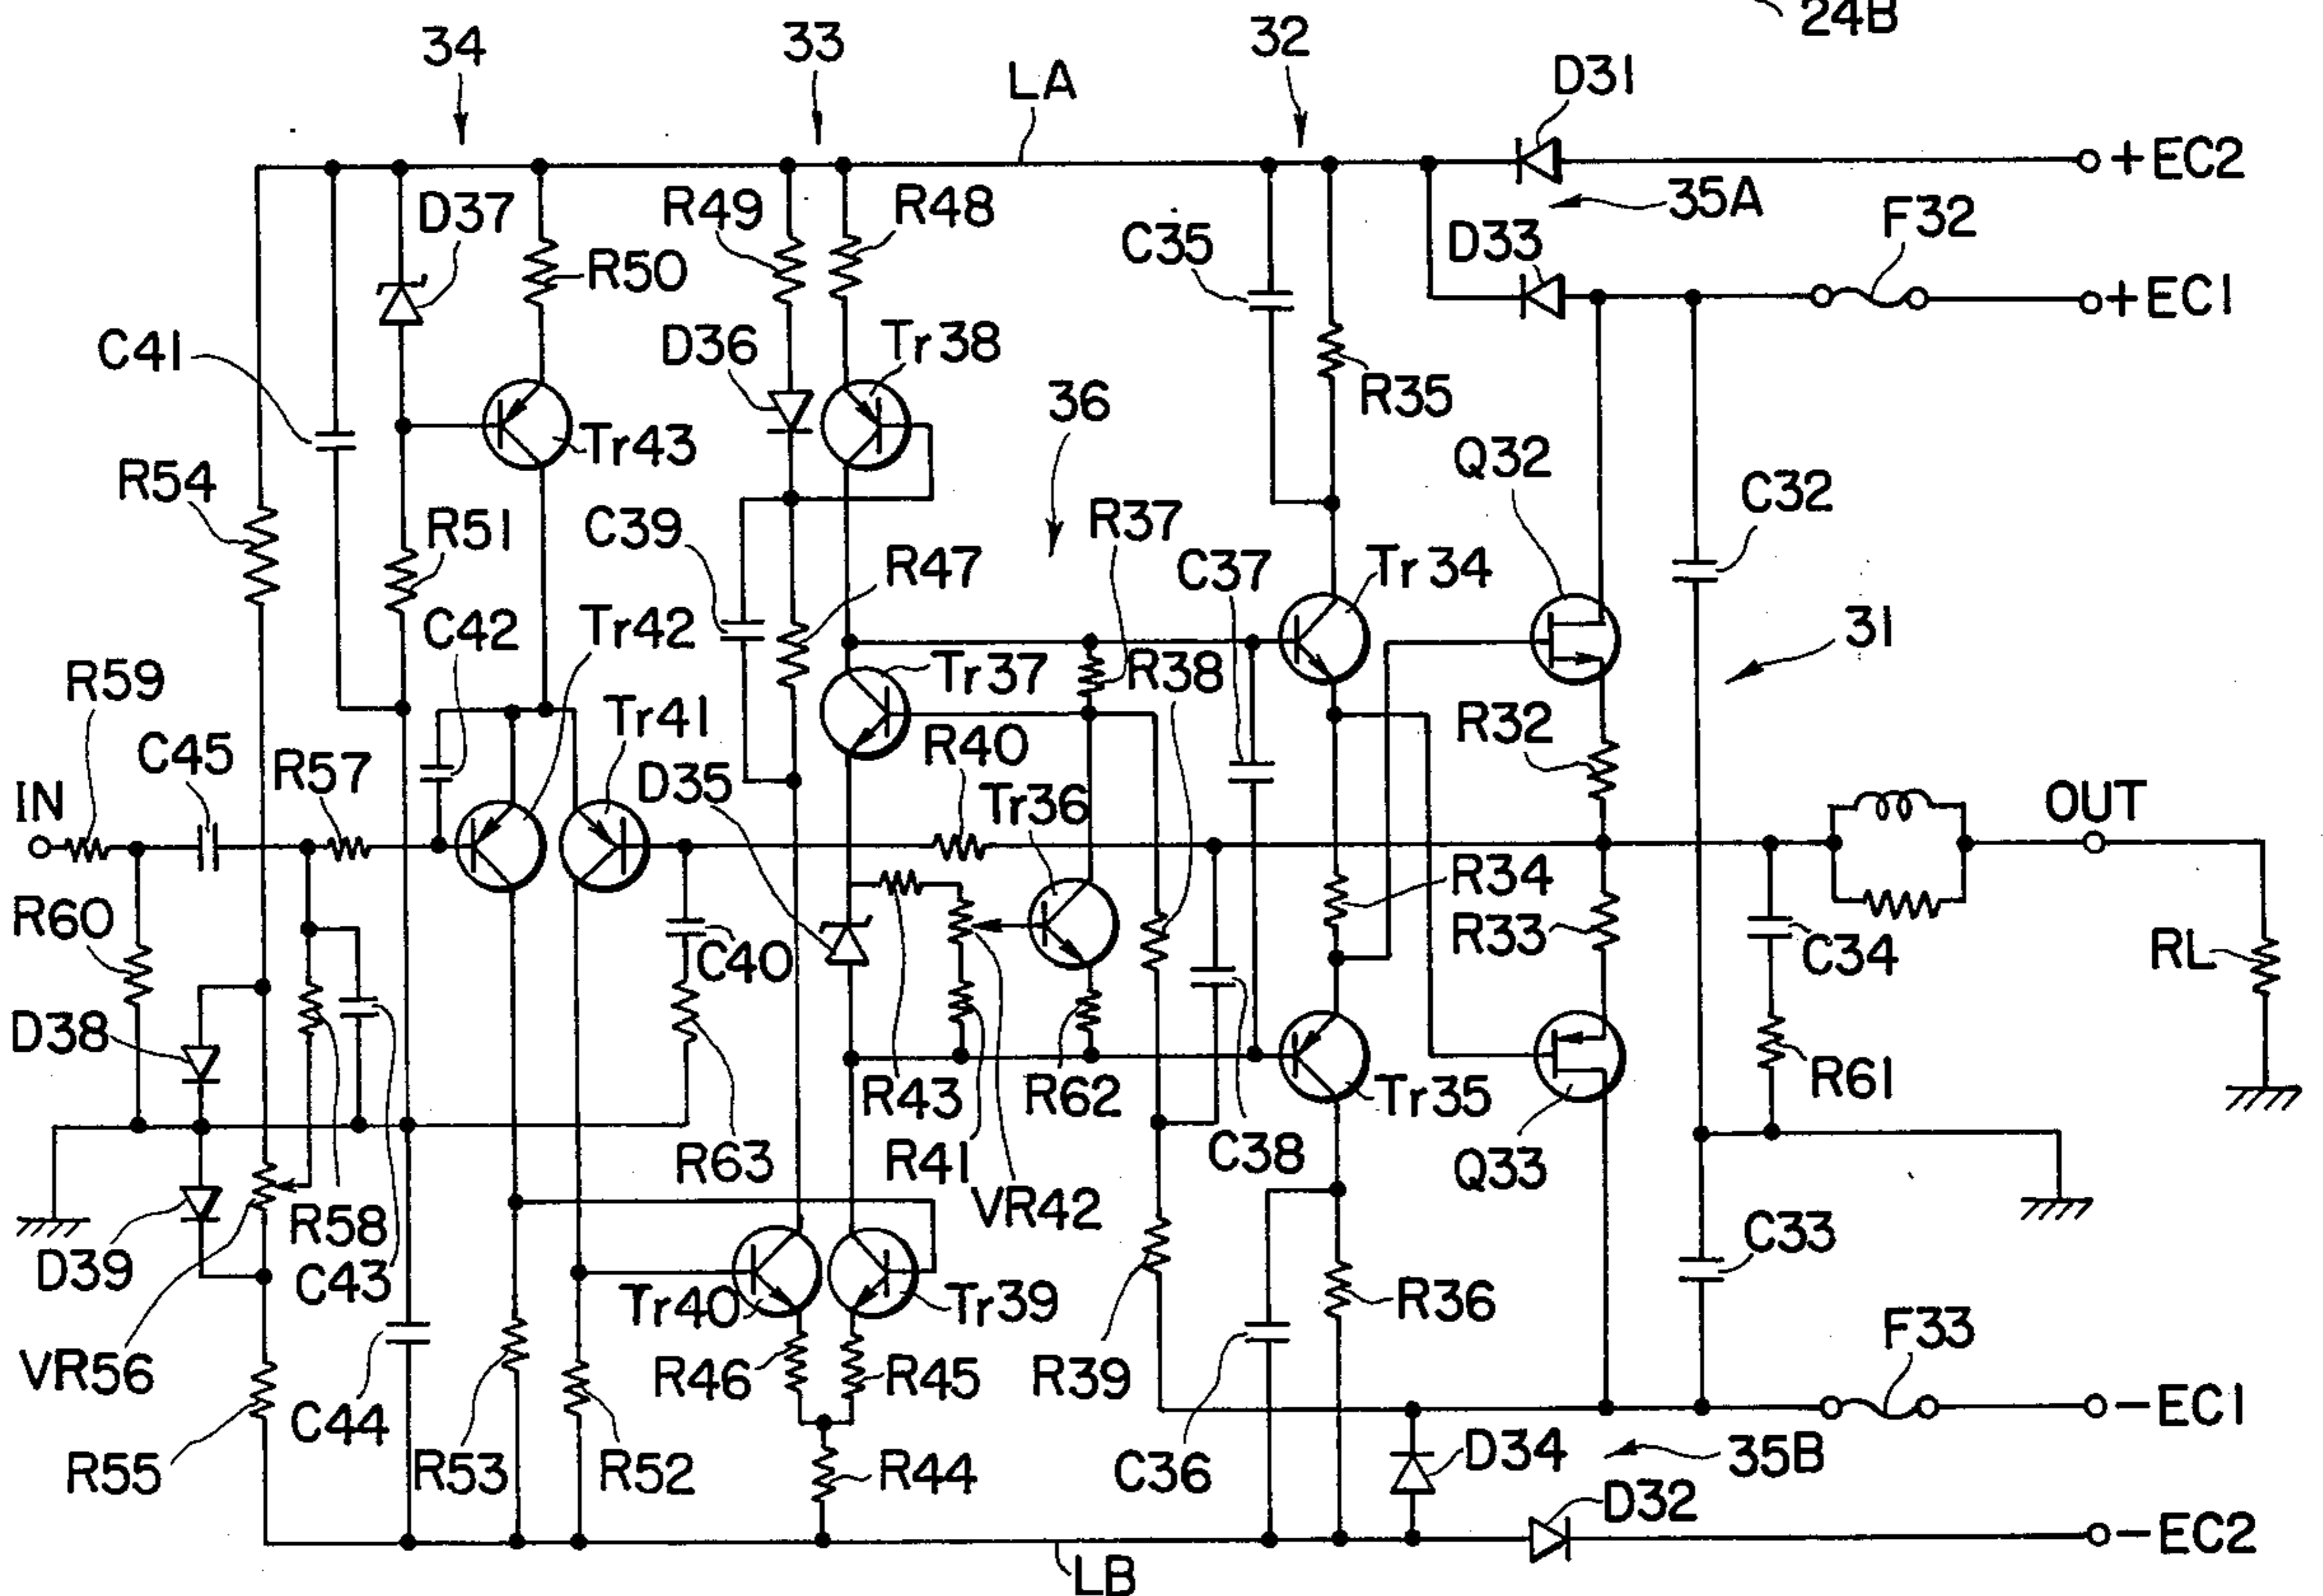 24B
34
33
32
LA
D31
+EC2
35A
F32
D37
R49
R48
C35
D33
+EC1
R50
C41
D36
Tr38
R35
36
Tr43
Q32
R54
C32
R37
C39
R51
R47
C37
Tr34
C42
Tr42
31
R59
Tr37
R38
Tr41
R32
C45
R57
R40
IN
D35
Tr36
OUT
R60
R34
R33
C40
C34
RL
D38
R43
R62
Tr35
R61
R63
R41
C38
Q33
VR42
R58
D39
C43
C33
Tr40
Tr39
R36
F33
VR56
R46
R45
R39
-EC1
C44
R55
R53
R52
R44
C36
D34
35B
D32
-EC2
LB